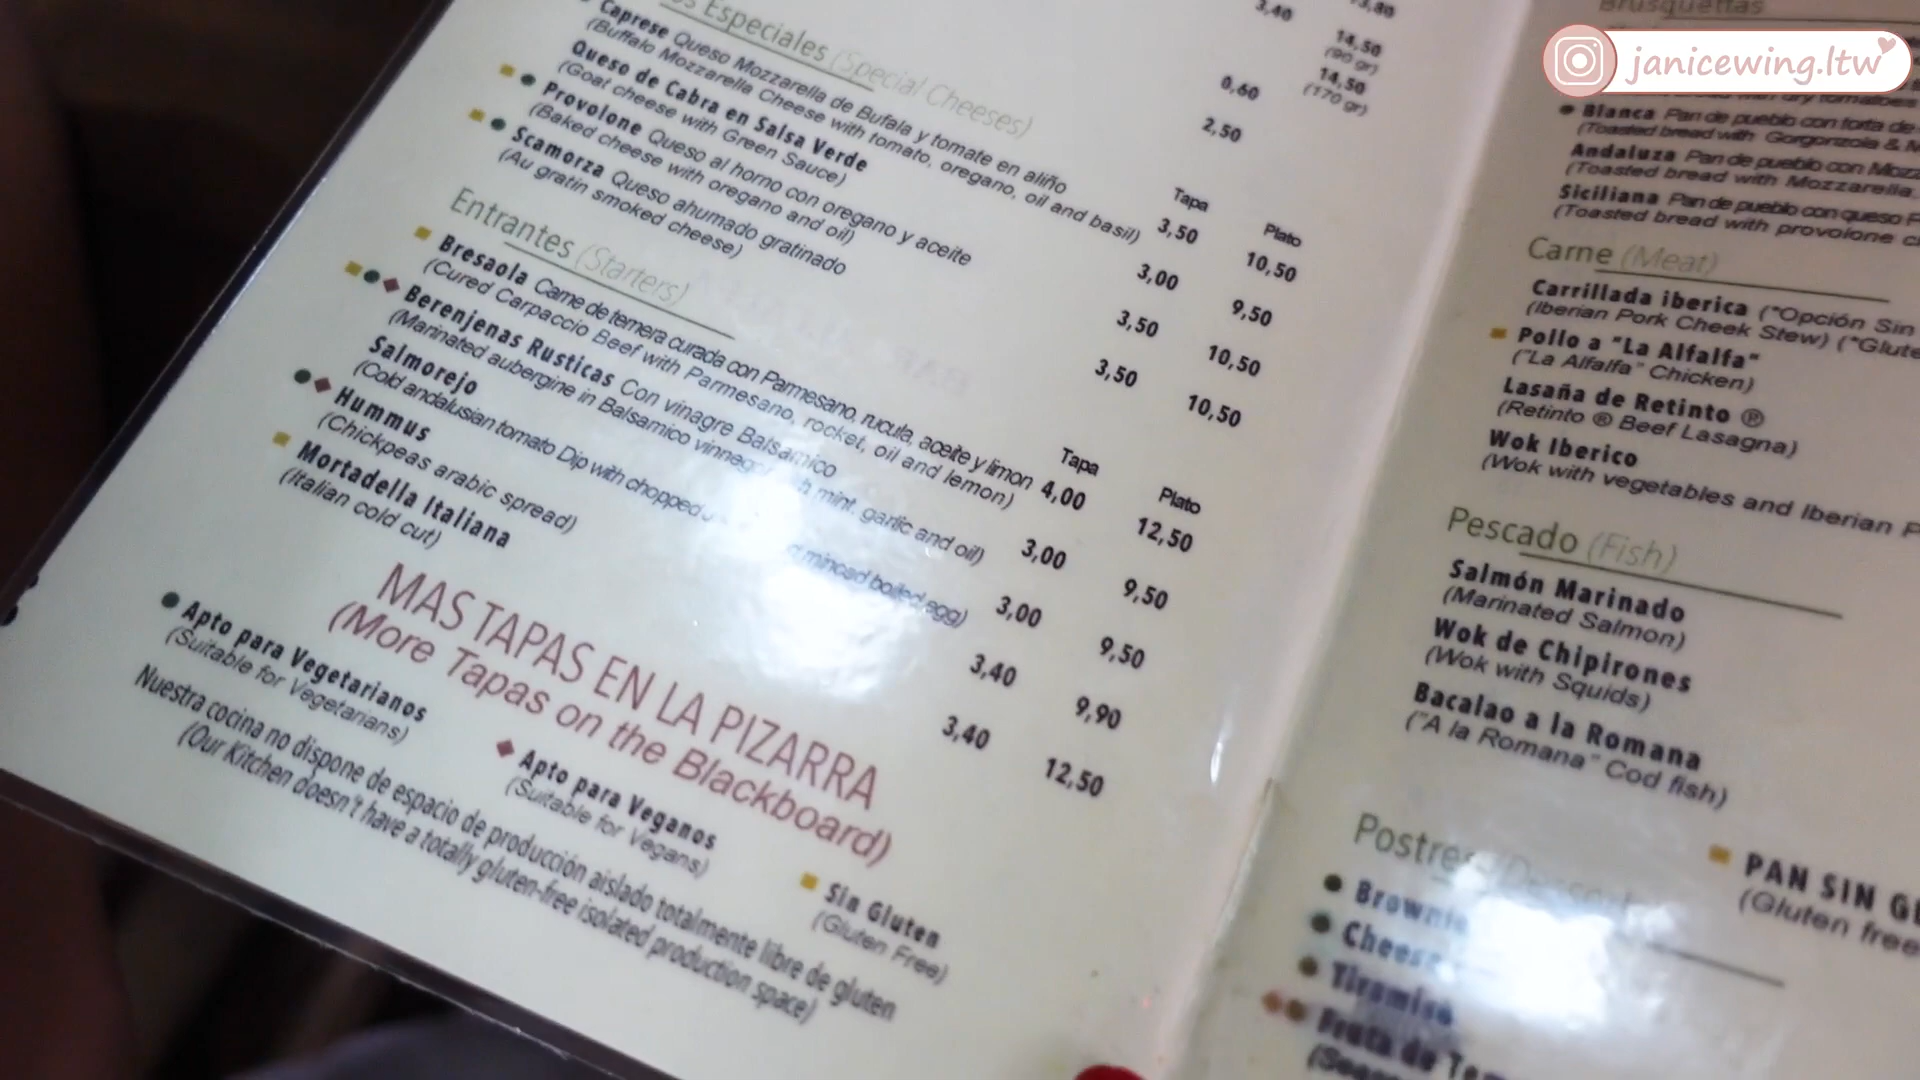 Especiales (Special Cheeses)
3,40
14,50
(90 gr)
0,60
14,50
(170 gr)
2,50
Tapa Plato
Caprese Queso Mozzarella de Bufala y tomate en aliño 3,50 10,50
(Buffalo Mozzarella Cheese with tomato, oregano, oil and basil)
Queso de Cabra en Salsa Verde 3,00 9,50
(Goat cheese with Green Sauce)
Provolone Queso al horno con oregano y aceite 3,50 10,50
(Baked cheese with oregano and oil)
Scamorza Queso ahumado gratinado 3,50 10,50
(Au gratin smoked cheese)
Entrantes (Starters)
Tapa Plato
Bresaola Carne de ternera curada con Parmesano, rucula, aceite y limon 4,00 12,50
(Cured Carpaccio Beef with Parmesano, rocket, oil and lemon)
Berenjenas Rusticas Con vinagre Balsamico 3,00 9,50
(Marinated aubergine in Balsamico mint, garlic and oil)
Salmorejo 3,00 9,50
(Cold andalusian tomato Dip with chopped minced boiled egg)
Hummus 3,40 9,90
(Chickpeas arabic spread)
Mortadella Italiana 3,40 12,50
(Italian cold cut)
MAS TAPAS EN LA PIZARRA
(More Tapas on the Blackboard)
Apto para Vegetarianos
(Suitable for Vegetarians)
Apto para Veganos
(Suitable for Vegans)
Sin Gluten
(Gluten Free)
Nuestra cocina no dispone de espacio de producción aislado totalmente libre de gluten
(Our Kitchen doesn't have a totally gluten-free isolated production space)
Brusquettas
janicewing.ltw
Blanca Pan de pueblo con torta de
(Toasted bread with Gorgonzola &
Andaluza Pan de pueblo con
(Toasted bread with Mozzarella
Siciliana Pan de pueblo con queso
(Toasted bread with provolone
Carne (Meat)
Carrillada iberica (*Opción Sin
(Iberian Pork Cheek Stew)
Pollo a "La Alfalfa"
("La Alfalfa" Chicken)
Lasaña de Retinto ®
(Retinto ® Beef Lasagna)
Wok Iberico
(Wok with vegetables and Iberian
Pescado (Fish)
Salmón Marinado
(Marinated Salmon)
Wok de Chipirones
(Wok with Squids)
Bacalao a la Romana
("A la Romana" Cod fish)
Postres
PAN SIN
(Gluten free
Brownie
Tiramisú
Fruta de